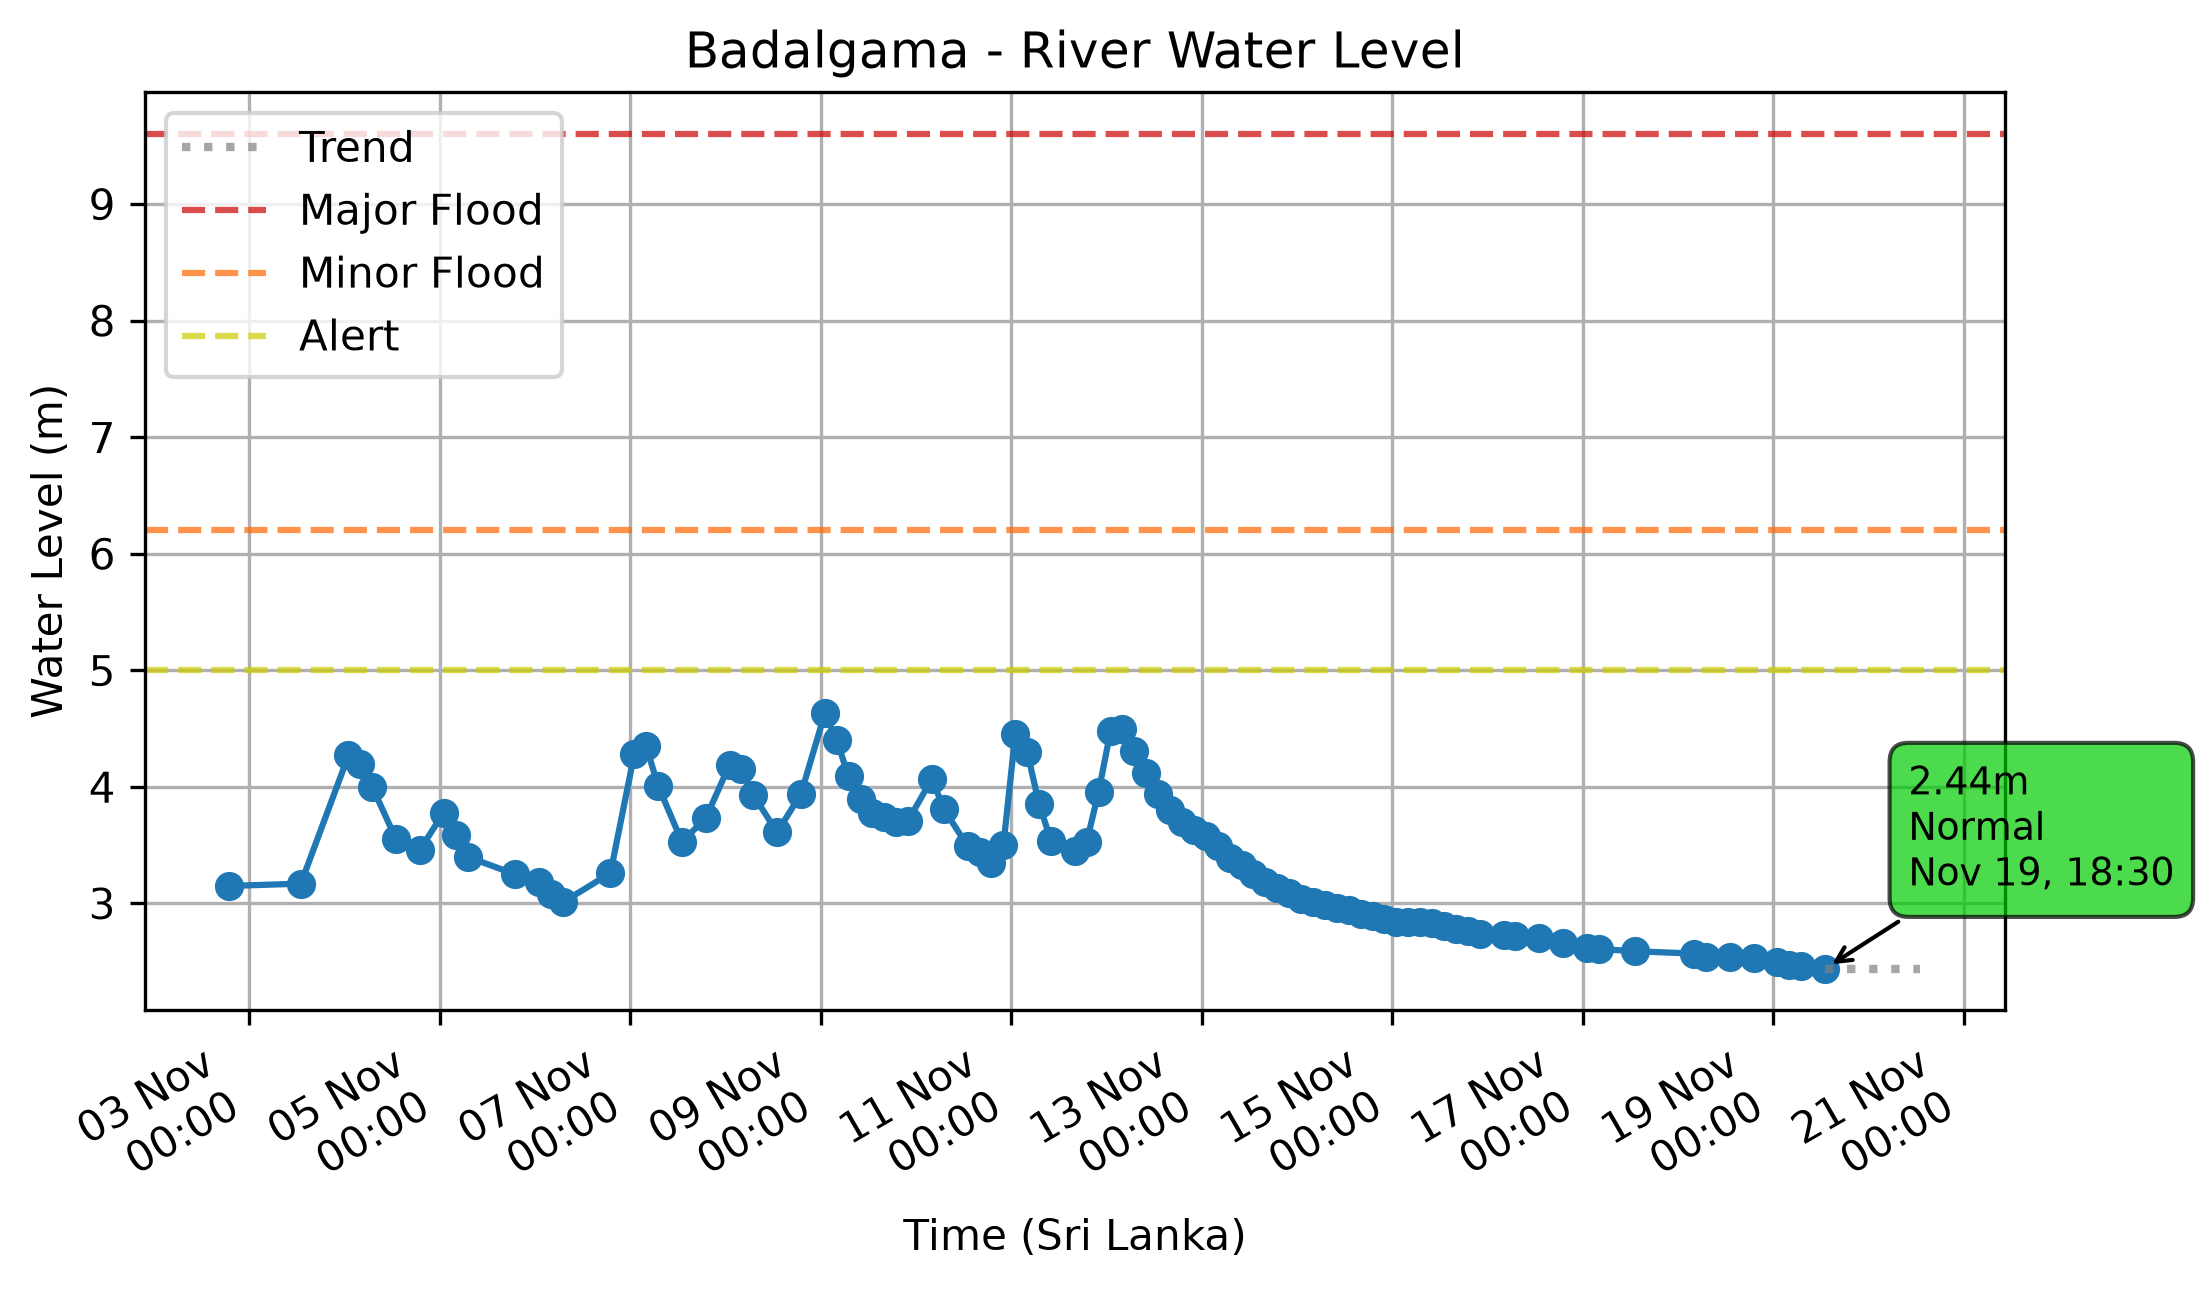 Badalgama - River Water Level
Trend
Major Flood
Minor Flood
Alert
Water Level (m)
9
8
7
6
5
4
3
2.44m
Normal
Nov 19, 18:30
03 Nov
00:00
05 Nov
00:00
07 Nov
00:00
09 Nov
00:00
11 Nov
00:00
13 Nov
00:00
15 Nov
00:00
17 Nov
00:00
19 Nov
00:00
21 Nov
00:00
Time (Sri Lanka)